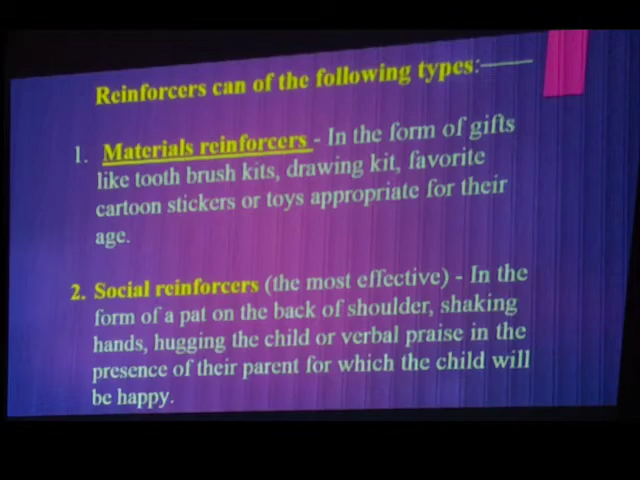 Reinforcers can of the following types:——
1. Materials reinforcers - In the form of gifts
like tooth brush kits, drawing kit, favorite
cartoon stickers or toys appropriate for their
age.
2. Social reinforcers (the most effective) - In the
form of a pat on the back of shoulder, shaking
hands, hugging the child or verbal praise in the
presence of their parent for which the child will
be happy.